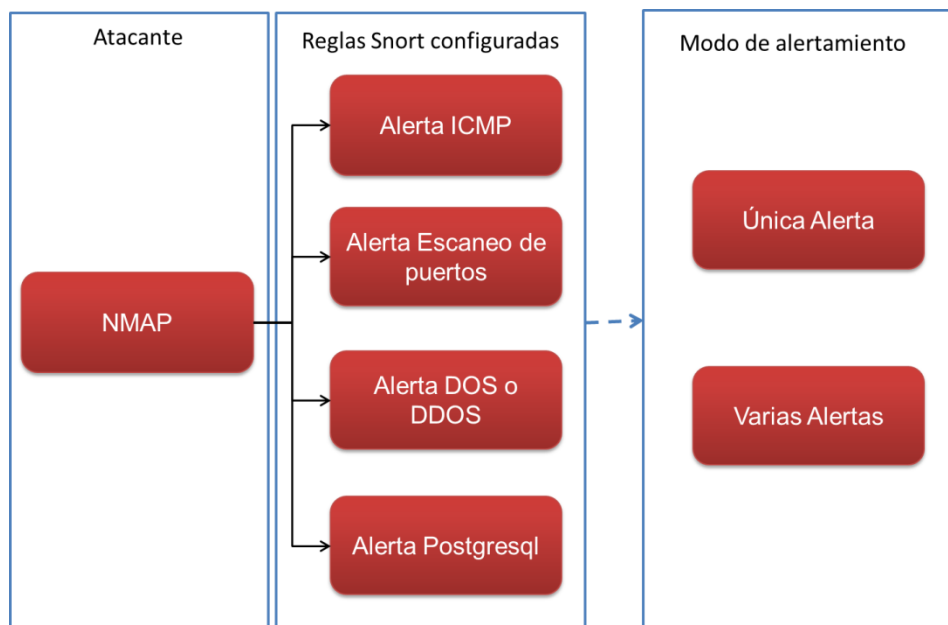 Atacante
NMAP
Reglas Snort configuradas
Alerta ICMP
Alerta Escaneo de
puertos
Alerta DOS o
DDOS
Alerta Postgresql
Modo de alertamiento
Única Alerta
Varias Alertas